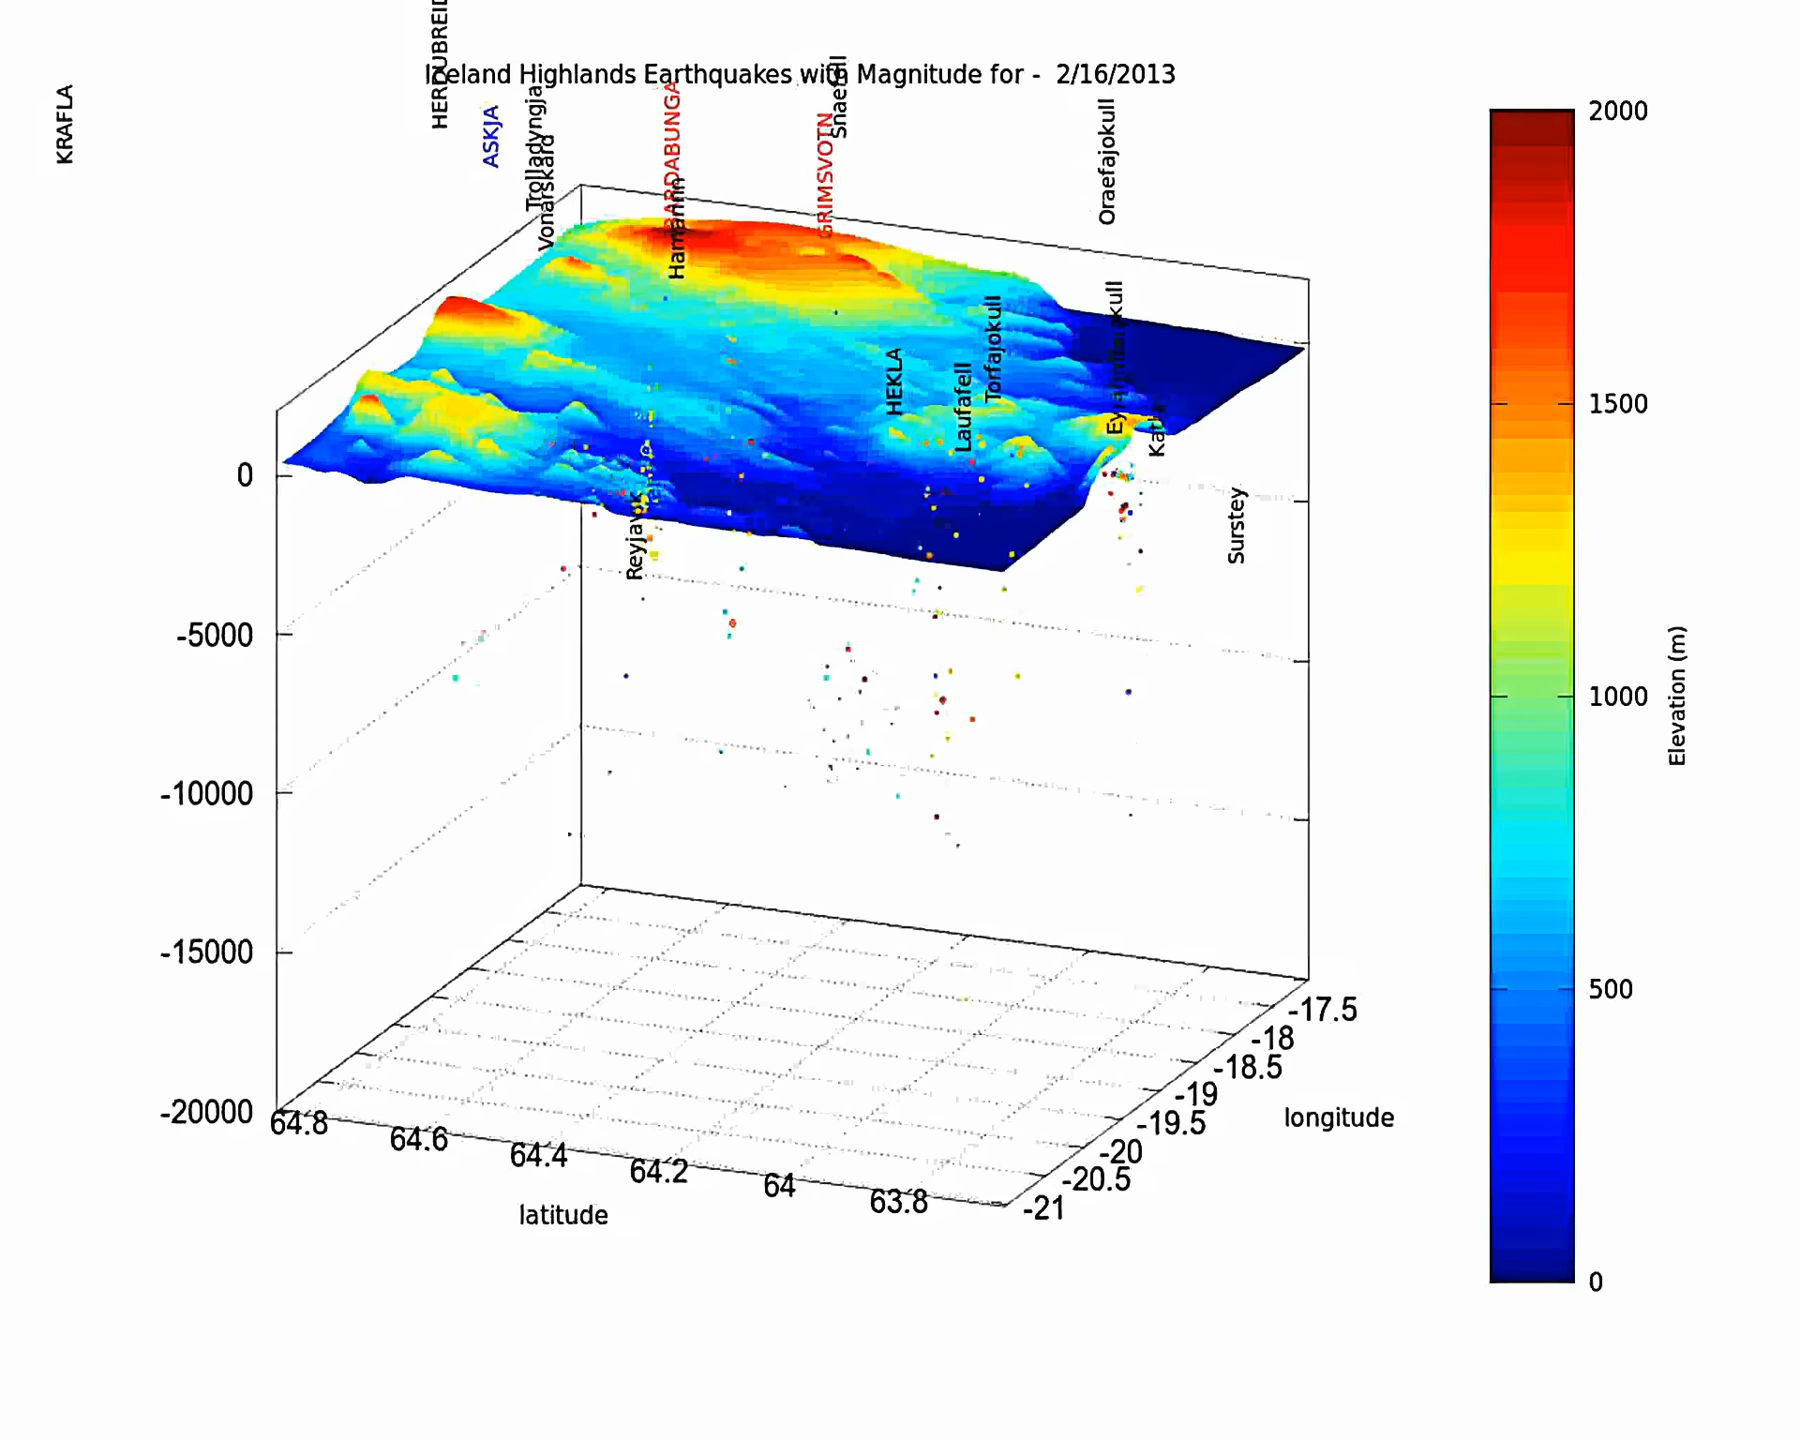 Iceland Highlands Earthquakes with Magnitude for - 2/16/2013
KRAFLA
ASKJA
Trolladyngja
Vonarskard
BARDABUNGA
Hamarinn
GRIMSVOTN
Snaefell
Oraefajokull
HEKLA
Laufafell
Torfajokull
Katla
Surstey
2000
1500
1000
500
0
Elevation (m)
0
-5000
-10000
-15000
-20000
64.8
64.6
64.4
64.2
64
63.8
latitude
-17.5
-18
-18.5
-19
-19.5
-20
-20.5
-21
longitude